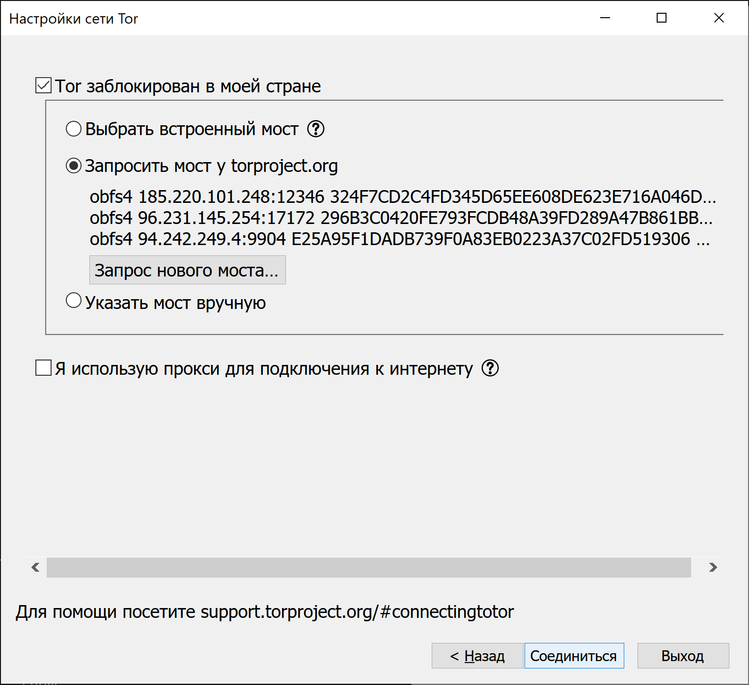 Настройки сети Tor
Tor заблокирован в моей стране
Выбрать встроенный мост ?
Запросить мост у torproject.org
obfs4 185.220.101.248:12346 324F7CD2C4FD345D65EE608DE623E716A046D...
obfs4 96.231.145.254:17172 296B3C0420FE793FCDB48A39FD289A47B861BB...
obfs4 94.242.249.4:9904 E25A95F1DADB739F0A83EB0223A37C02FD519306 ...
Запрос нового моста...
Указать мост вручную
Я использую прокси для подключения к интернету ?
Для помощи посетите support.torproject.org/#connectingtotor
< Назад Соединиться Выход